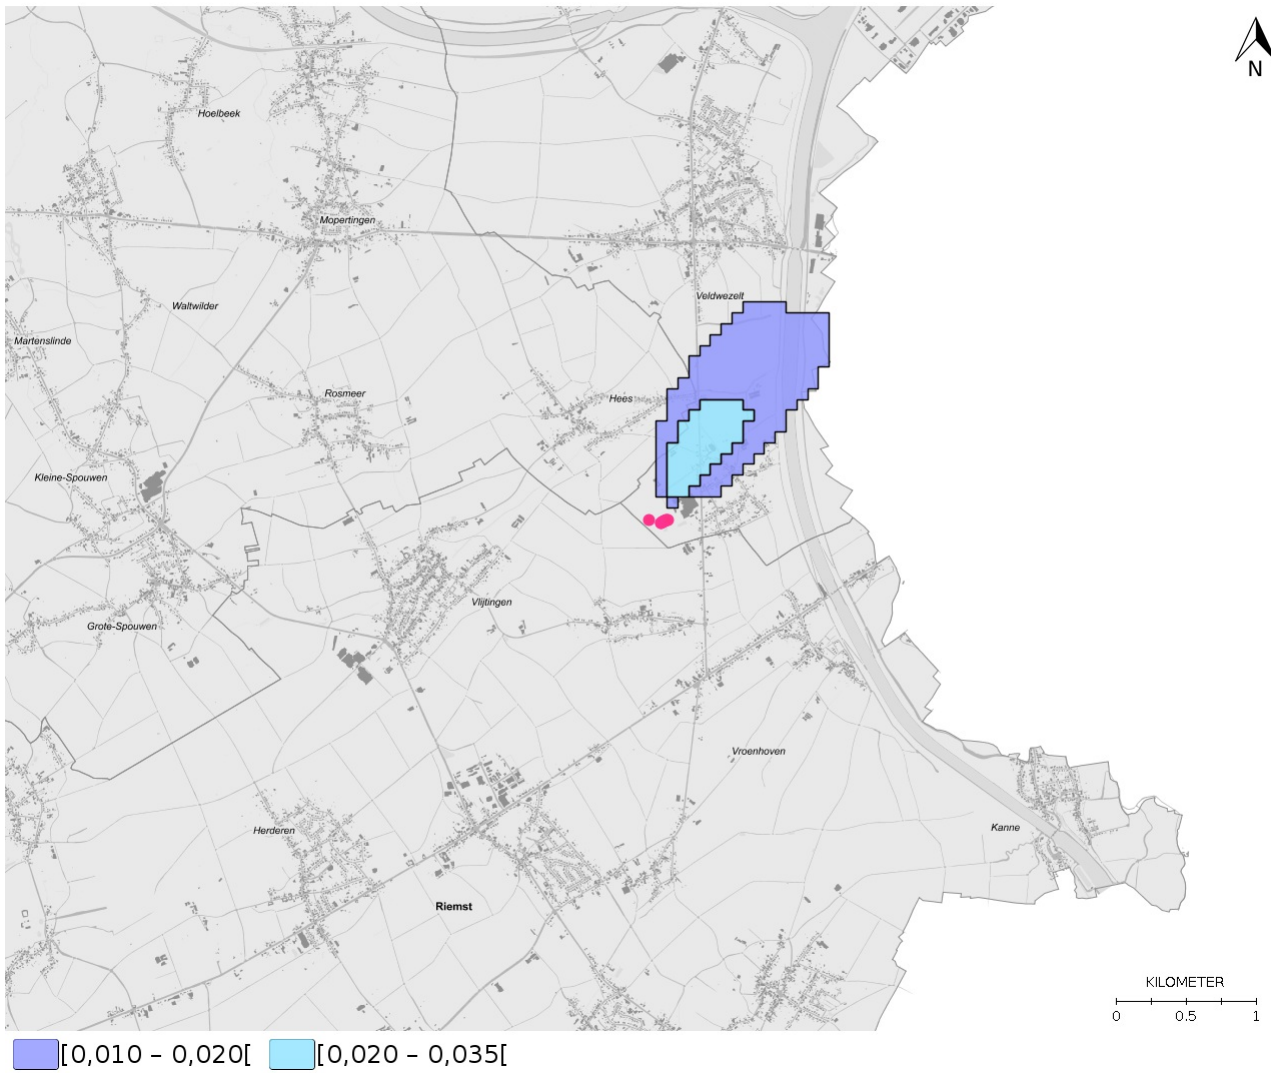 N
Hoelbeek
Mopertingen
Waltwilder
Veldwezelt
Martenslinde
Rosmeer
Hees
Kleine-Spouwen
Vlijtingen
Grote-Spouwen
Vroenhoven
Herderen
Kanne
Riemst
KILOMETER
0 0.5 1
[0,010 – 0,020[ [0,020 – 0,035[